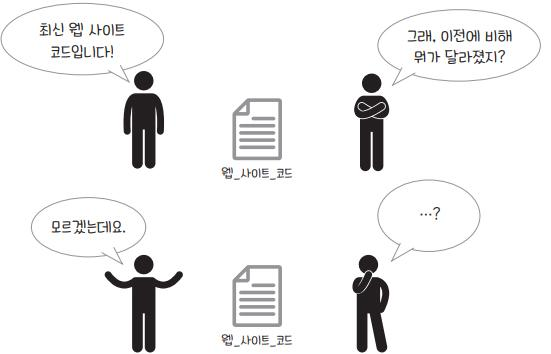 최신 웹 사이트
코드입니다!
그래, 이전에 비해
뭐가 달라졌지?
웹_사이트_코드
모르겠는데요.
…?
웹_사이트_코드